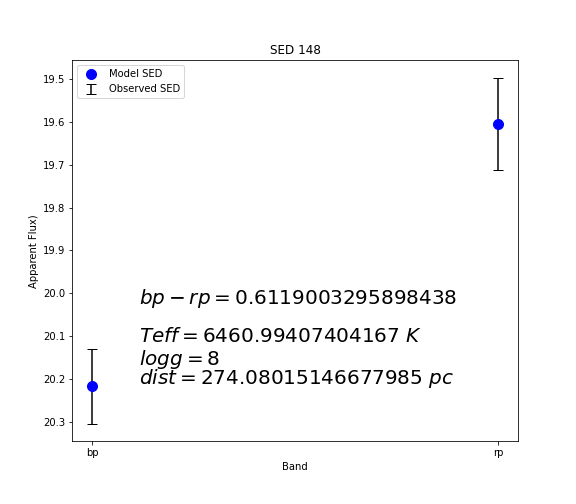 SED 148
Model SED
Observed SED
19.5
19.6
19.7
19.8
19.9
20.0
20.1
20.2
20.3
Apparent Flux)
bp − rp = 0.6119003295898438
Teff = 6460.99407404167 K
logg = 8
dist = 274.08015146677985 pc
bp
rp
Band